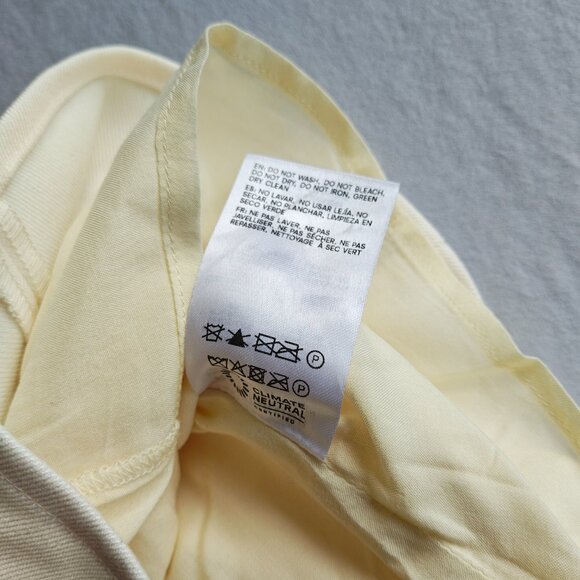 EN: DO NOT WASH, DO NOT BLEACH,
DO NOT DRY, DO NOT IRON, GREEN
DRY CLEAN
ES: NO LAVAR, NO USAR LEJÍA, NO
SECAR, NO PLANCHAR, LIMPIEZA EN
SECO VERDE
FR: NE PAS LAVER, NE PAS
JAVELLISER, NE PAS SÉCHER, NE PAS
REPASSER, NETTOYAGE À SEC VERT
P
P
CLIMATE
NEUTRAL
CERTIFIED